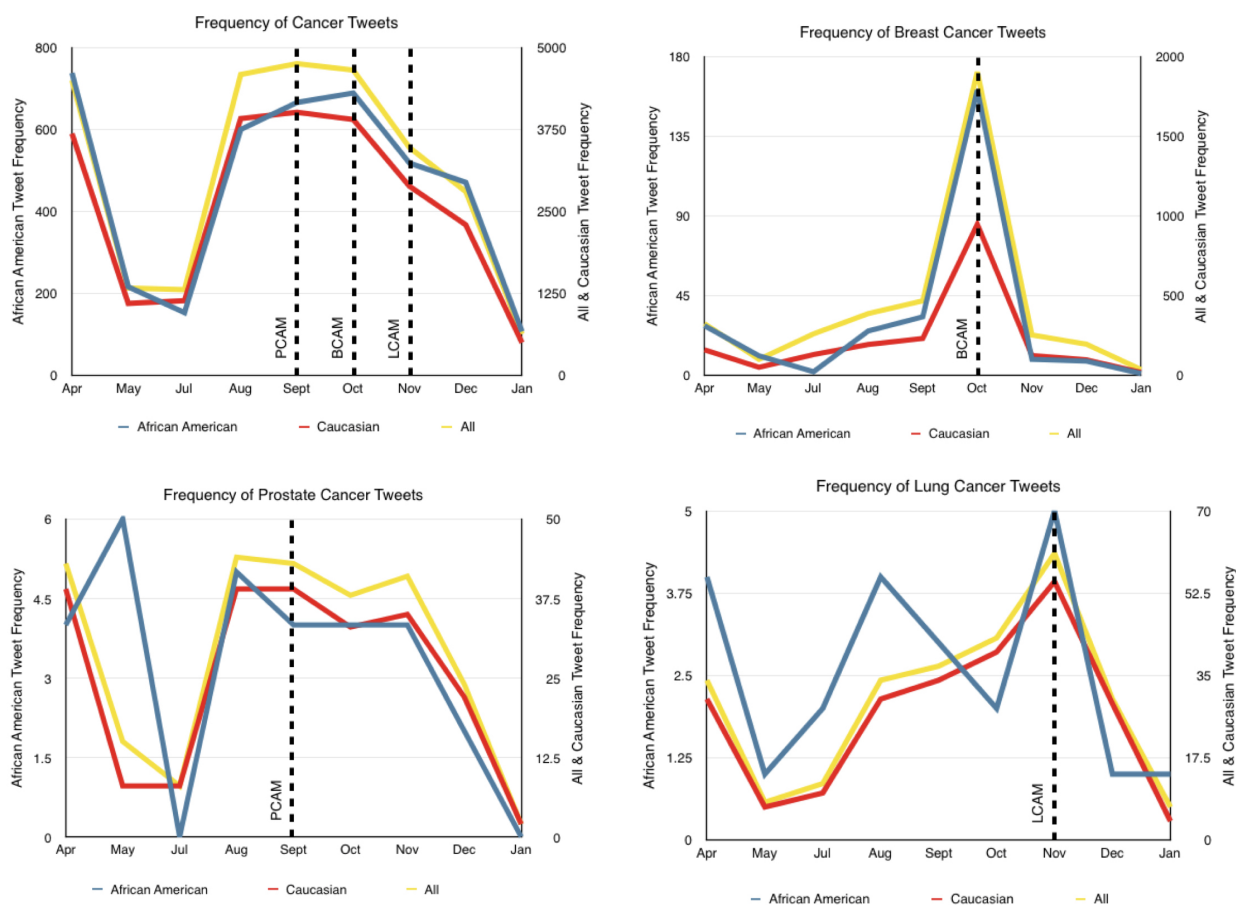 Frequency of Cancer Tweets
African American Tweet Frequency
800
600
400
200
0
5000
3750
2500
1250
0
All & Caucasian Tweet Frequency
PCAM
BCAM
LCAM
Apr May Jul Aug Sept Oct Nov Dec Jan
African American Caucasian All
Frequency of Breast Cancer Tweets
African American Tweet Frequency
180
135
90
45
0
2000
1500
1000
500
0
All & Caucasian Tweet Frequency
BCAM
Apr May Jul Aug Sept Oct Nov Dec Jan
African American Caucasian All
Frequency of Prostate Cancer Tweets
African American Tweet Frequency
6
4.5
3
1.5
0
50
37.5
25
12.5
0
All & Caucasian Tweet Frequency
PCAM
Apr May Jul Aug Sept Oct Nov Dec Jan
African American Caucasian All
Frequency of Lung Cancer Tweets
African American Tweet Frequency
5
3.75
2.5
1.25
0
70
52.5
35
17.5
0
All & Caucasian Tweet Frequency
LCAM
Apr May Jul Aug Sept Oct Nov Dec Jan
African American Caucasian All